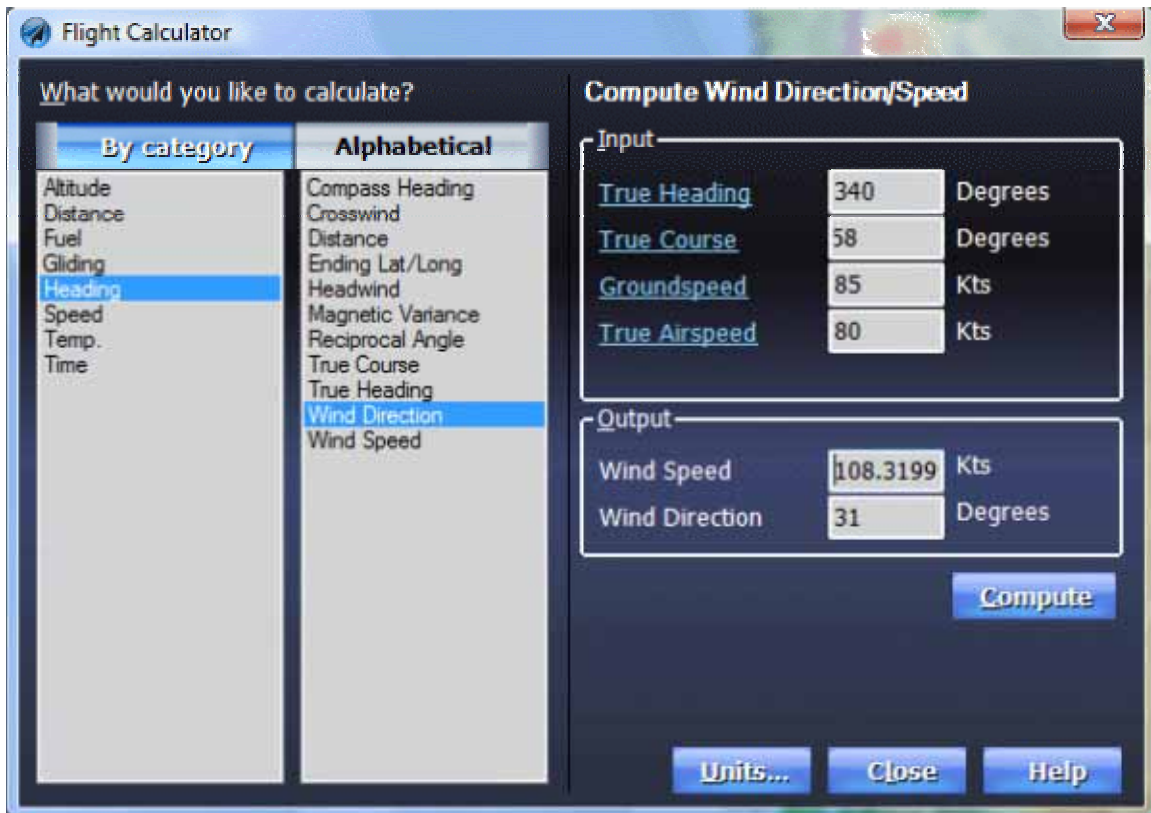 Flight Calculator
What would you like to calculate?
By category
Alphabetical
Altitude
Distance
Fuel
Gliding
Heading
Speed
Temp.
Time
Compass Heading
Crosswind
Distance
Ending Lat/Long
Headwind
Magnetic Variance
Reciprocal Angle
True Course
True Heading
Wind Direction
Wind Speed
Compute Wind Direction/Speed
Input
True Heading 340 Degrees
True Course 58 Degrees
Groundspeed 85 Kts
True Airspeed 80 Kts
Output
Wind Speed 108.3199 Kts
Wind Direction 31 Degrees
Compute
Units... Close Help